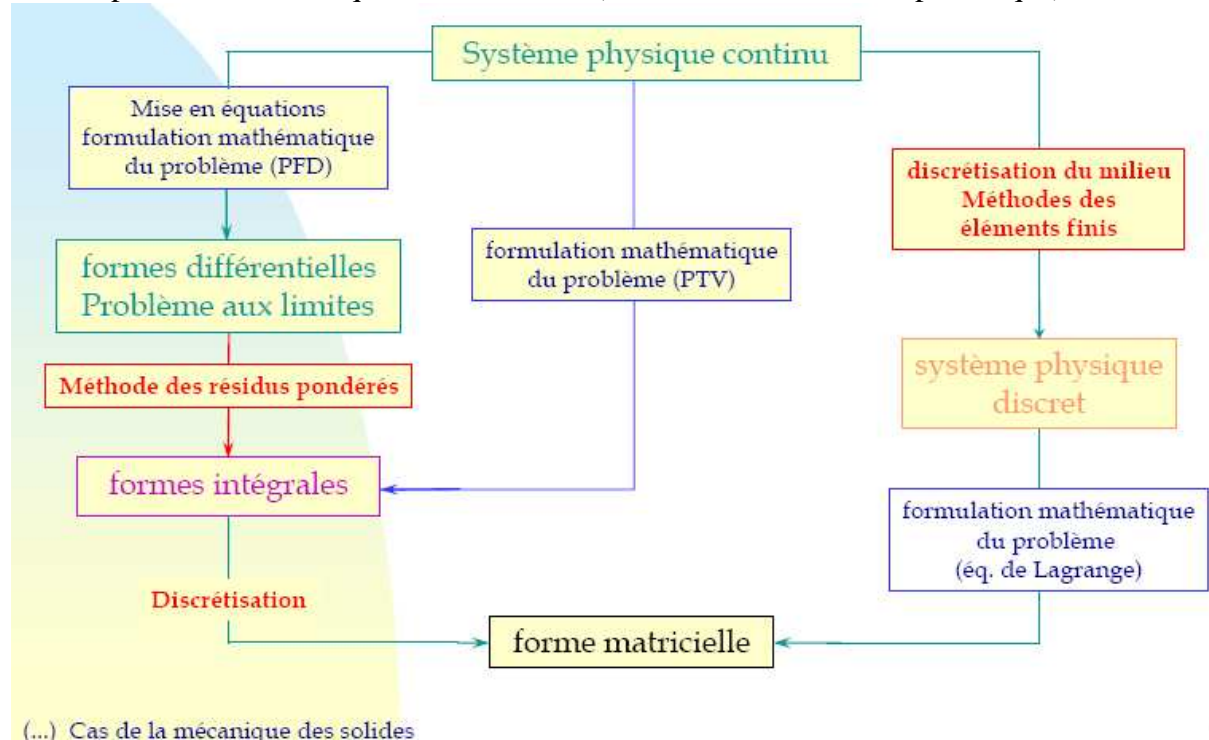 Système physique continu
Mise en équations
formulation mathématique
du problème (PFD)
discrétisation du milieu
Méthodes des
éléments finis
formes différentielles
Problème aux limites
formulation mathématique
du problème (PTV)
Méthode des résidus pondérés
système physique
discret
formes intégrales
formulation mathématique
du problème
(éq. de Lagrange)
Discrétisation
forme matricielle
(...) Cas de la mécanique des solides